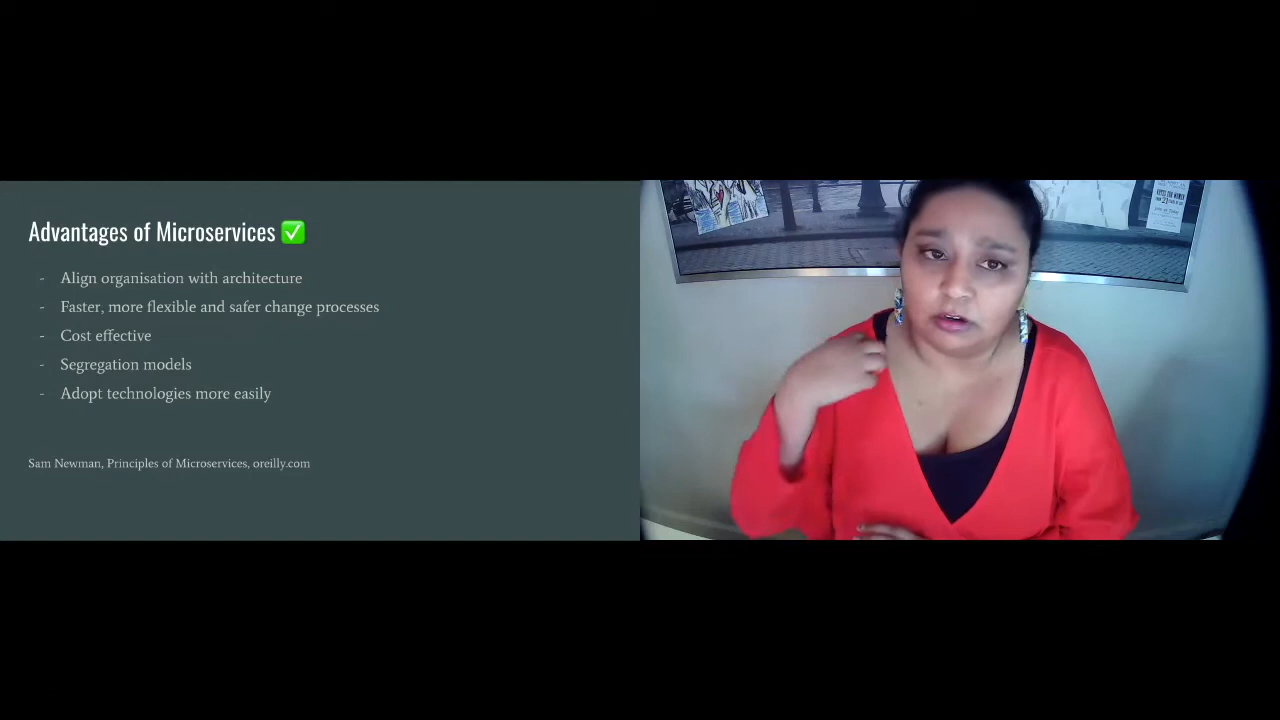 Advantages of Microservices ✅
- Align organisation with architecture
- Faster, more flexible and safer change processes
- Cost effective
- Segregation models
- Adopt technologies more easily
Sam Newman, Principles of Microservices, oreilly.com